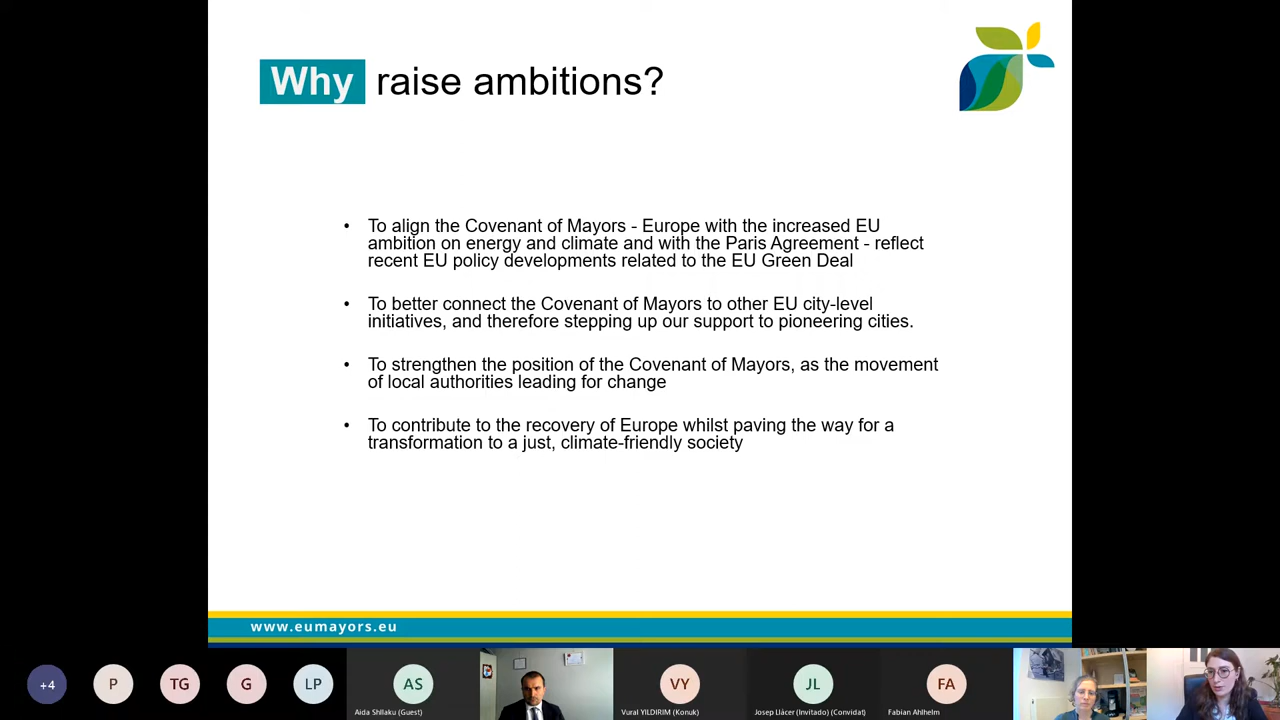 Why raise ambitions?
• To align the Covenant of Mayors - Europe with the increased EU
ambition on energy and climate and with the Paris Agreement - reflect
recent EU policy developments related to the EU Green Deal
• To better connect the Covenant of Mayors to other EU city-level
initiatives, and therefore stepping up our support to pioneering cities.
• To strengthen the position of the Covenant of Mayors, as the movement
of local authorities leading for change
• To contribute to the recovery of Europe whilst paving the way for a
transformation to a just, climate-friendly society
www.eumayors.eu
+4 P TG G LP AS VY JL FA
Aida Shllaku (Guest) Vural YILDIRIM (Konuk) Josep Llácer (Invitado) (Convidat) Fabian Ahlhelm